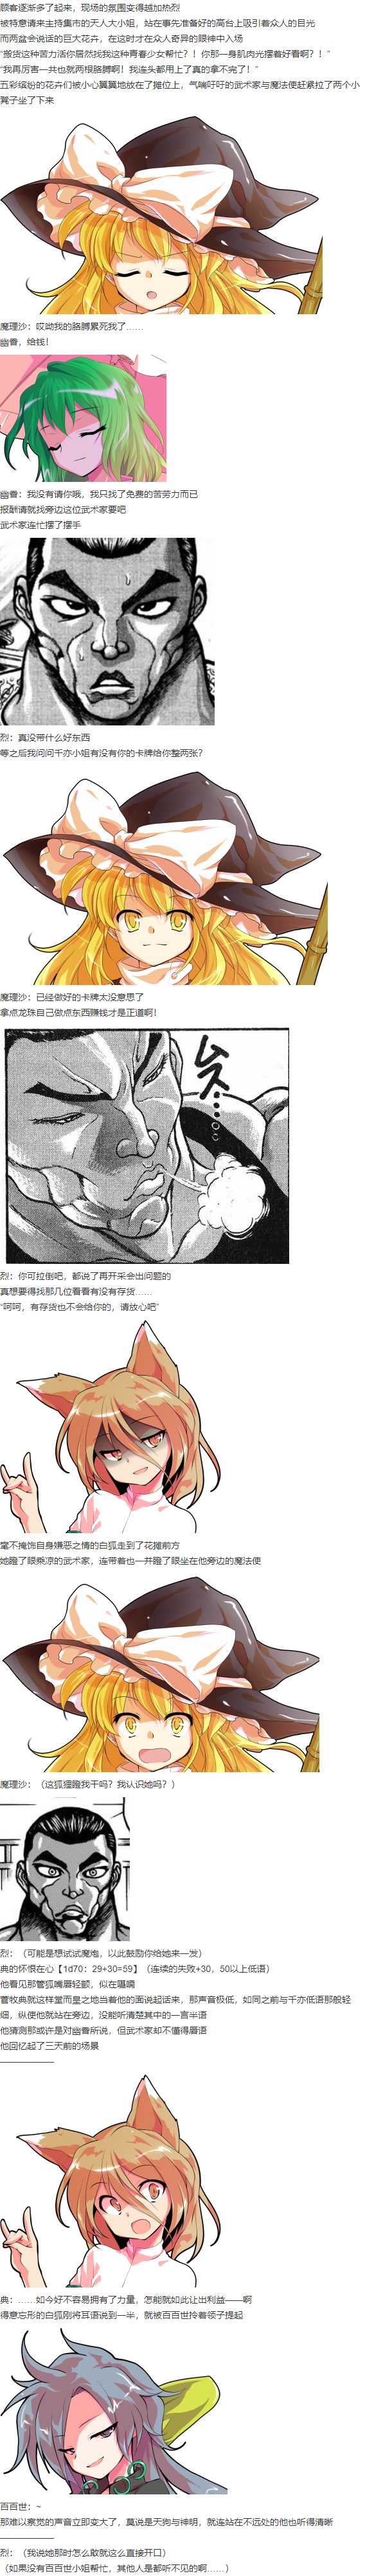 顾客逐渐多了起来，现场的氛围变得越加热烈
被特意请来主持集市的天人大小姐，站在事先准备好的高台上吸引着众人的目光
而两盆会说话的巨大花卉，在这时才在众人奇异的眼神中入场
“搬货这种苦力活你居然找我这种青春少女帮忙？！你那一身肌肉光摆着好看啊？！”
“我再厉害一共也就两根胳膊啊！我连头都用上了真的拿不完了！”
五彩缤纷的花卉们被小心翼翼地放在了摊位上，气喘吁吁的武术家与魔法使赶紧拉了两个小
凳子坐了下来
魔理沙：哎呦我的胳膊累死我了……
幽香，给钱！
幽香：我没有请你哦，我只找了免费的苦劳力而已
报酬请就找旁边这位武术家要吧
武术家连忙摆了摆手
烈：真没带什么好东西
等之后我问问千亦小姐有没有你的卡牌给你整两张？
魔理沙：已经做好的卡牌太没意思了
拿点龙珠自己做点东西赚钱才是正道啊！
ムス…
烈：你可拉倒吧，都说了再开采会出问题的
真想要得找那几位看看有没有存货……
“呵呵，有存货也不会给你的，请放心吧”
毫不掩饰自身嫌恶之情的白狐走到了花摊前方
她瞪了眼乘凉的武术家，连带着也一并瞪了眼坐在他旁边的魔法使
魔理沙：（这狐狸瞪我干吗？我认识她吗？）
烈：（可能是想试试魔炮，以此鼓励你给她来一发）
典的怀恨在心【1d70：29+30=59】（连续的失败+30，50以上低语）
他看见那管狐嘴唇轻颤，似在嗫嚅
菅牧典就这样堂而皇之地当着他的面说起话来，那声音极低，如同之前与千亦低语那般轻
细，纵使他就站在旁边，没能听清楚其中的一言半语
他猜测那或许是对幽香所说，但武术家却不懂得唇语
他回忆起了三天前的场景
——————
典：……如今好不容易拥有了力量，怎能就如此让出利益——啊
得意忘形的白狐刚将耳语说到一半，就被百百世拎着领子提起
百百世：~
那难以察觉的声音立即变大了，莫说是天狗与神明，就连站在不远处的他也听得清晰
——————
烈：（我说她那时怎么敢就这么直接开口）
（如果没有百百世小姐帮忙，其他人是都听不见的啊……）